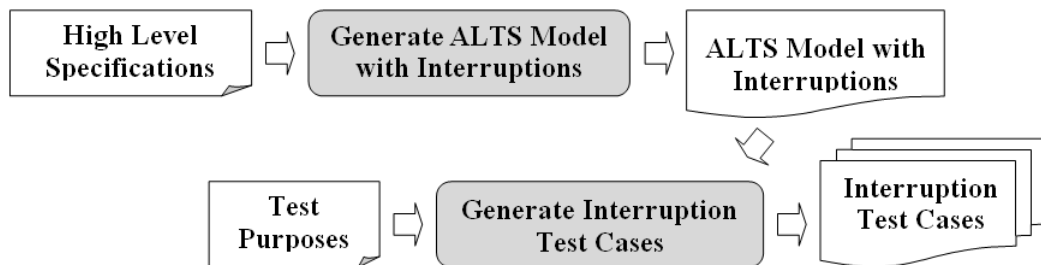 High Level
Specifications
Generate ALTS Model
with Interruptions
ALTS Model with
Interruptions
Test
Purposes
Generate Interruption
Test Cases
Interruption
Test Cases